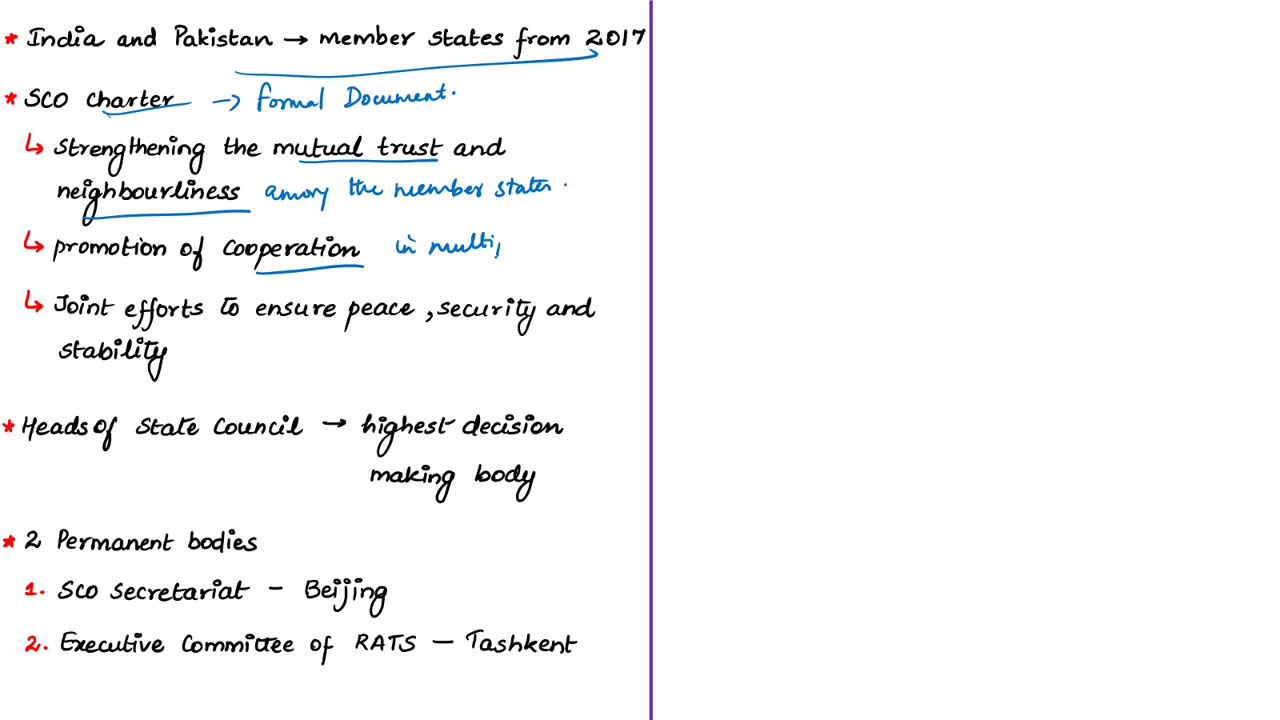 * India and Pakistan → member states from 2017
* SCO charter → formal Document.
↳ strengthening the mutual trust and
neighbourliness among the member states.
↳ promotion of cooperation in multi,
↳ Joint efforts to ensure peace, security and
stability
* Heads of State Council → highest decision
making body
* 2 Permanent bodies
1. SCO secretariat - Beijing
2. Executive Committee of RATS - Tashkent